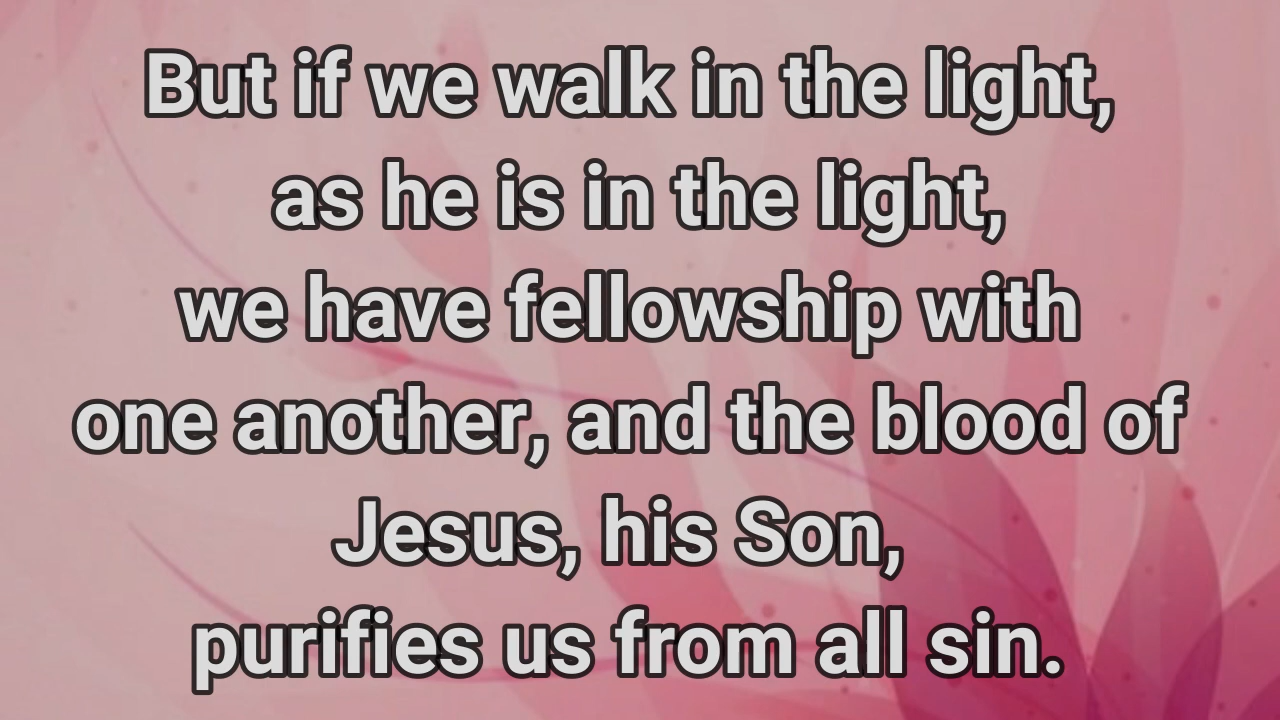 But if we walk in the light,
as he is in the light,
we have fellowship with
one another, and the blood of
Jesus, his Son,
purifies us from all sin.